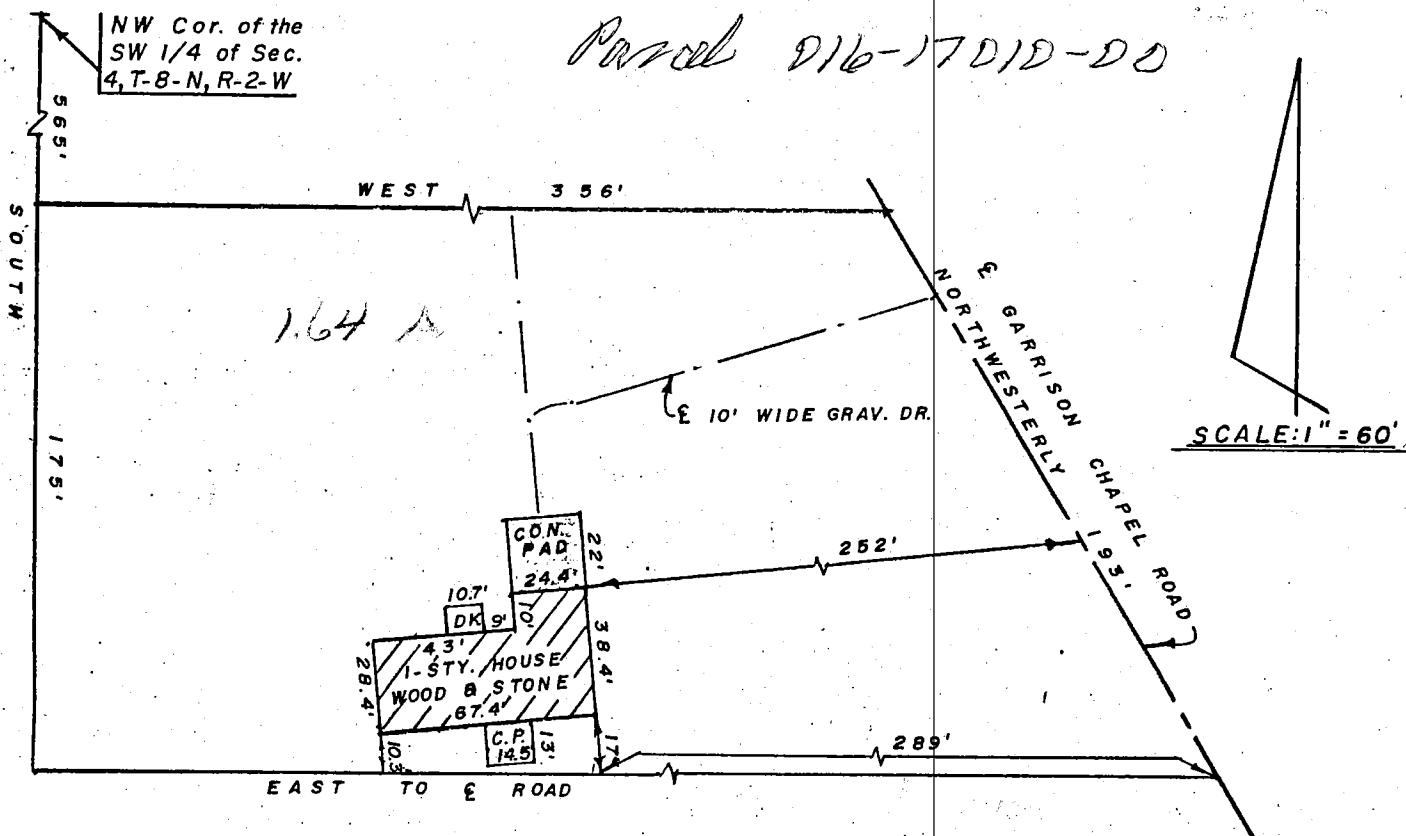 NW Cor. of the
SW 1/4 of Sec.
4, T-8-N, R-2-W
Parcel 016-17010-00
565'
SOUTH
175'
WEST 356'
1.64 A
℄ GARRISON CHAPEL ROAD
NORTHWESTERLY 193'
℄ 10' WIDE GRAV. DR.
SCALE: 1" = 60'
CON.
PAD
22'
24.4'
252'
10.7'
DK
9'
10'
43'
1-STY. HOUSE
WOOD & STONE
67.4'
28.4'
38.4'
C.P.
14.5
13'
10.3'
17'
289'
EAST TO ℄ ROAD